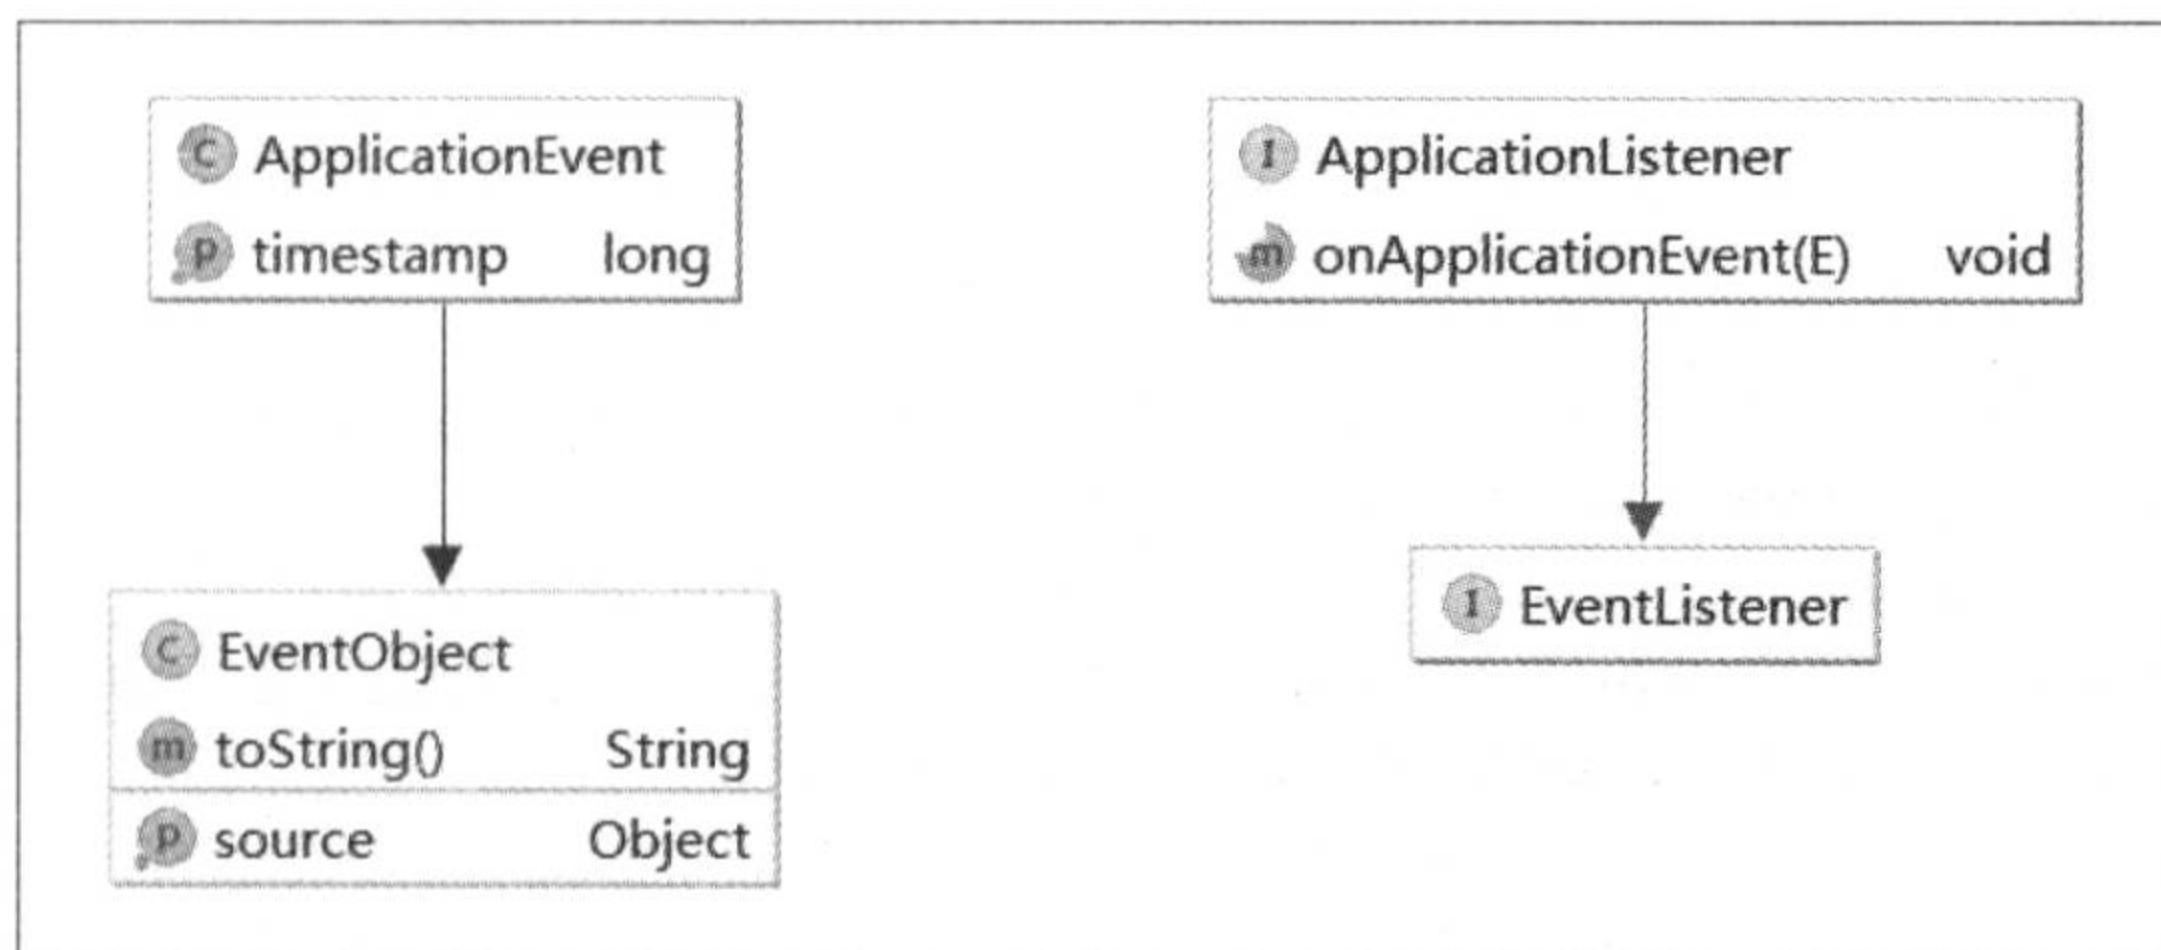 C ApplicationEvent
p timestamp long
I ApplicationListener
m onApplicationEvent(E) void
C EventObject
m toString() String
p source Object
I EventListener